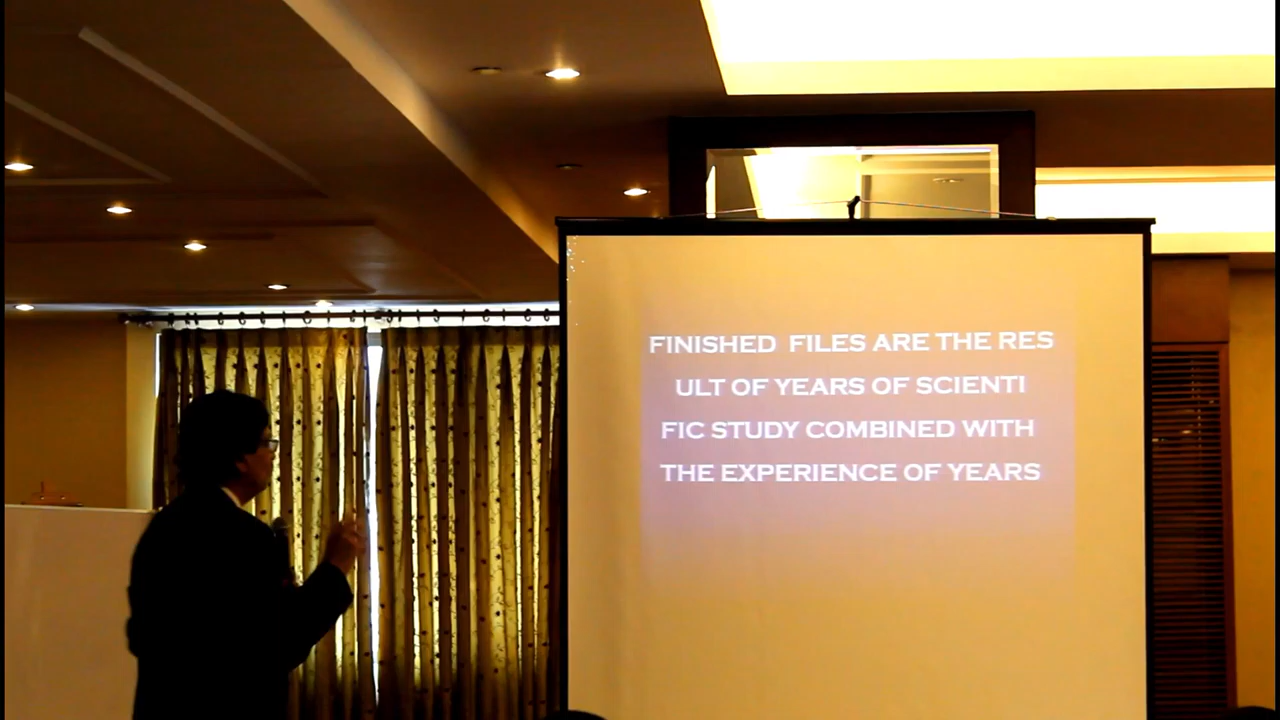 FINISHED FILES ARE THE RES
ULT OF YEARS OF SCIENTI
FIC STUDY COMBINED WITH
THE EXPERIENCE OF YEARS